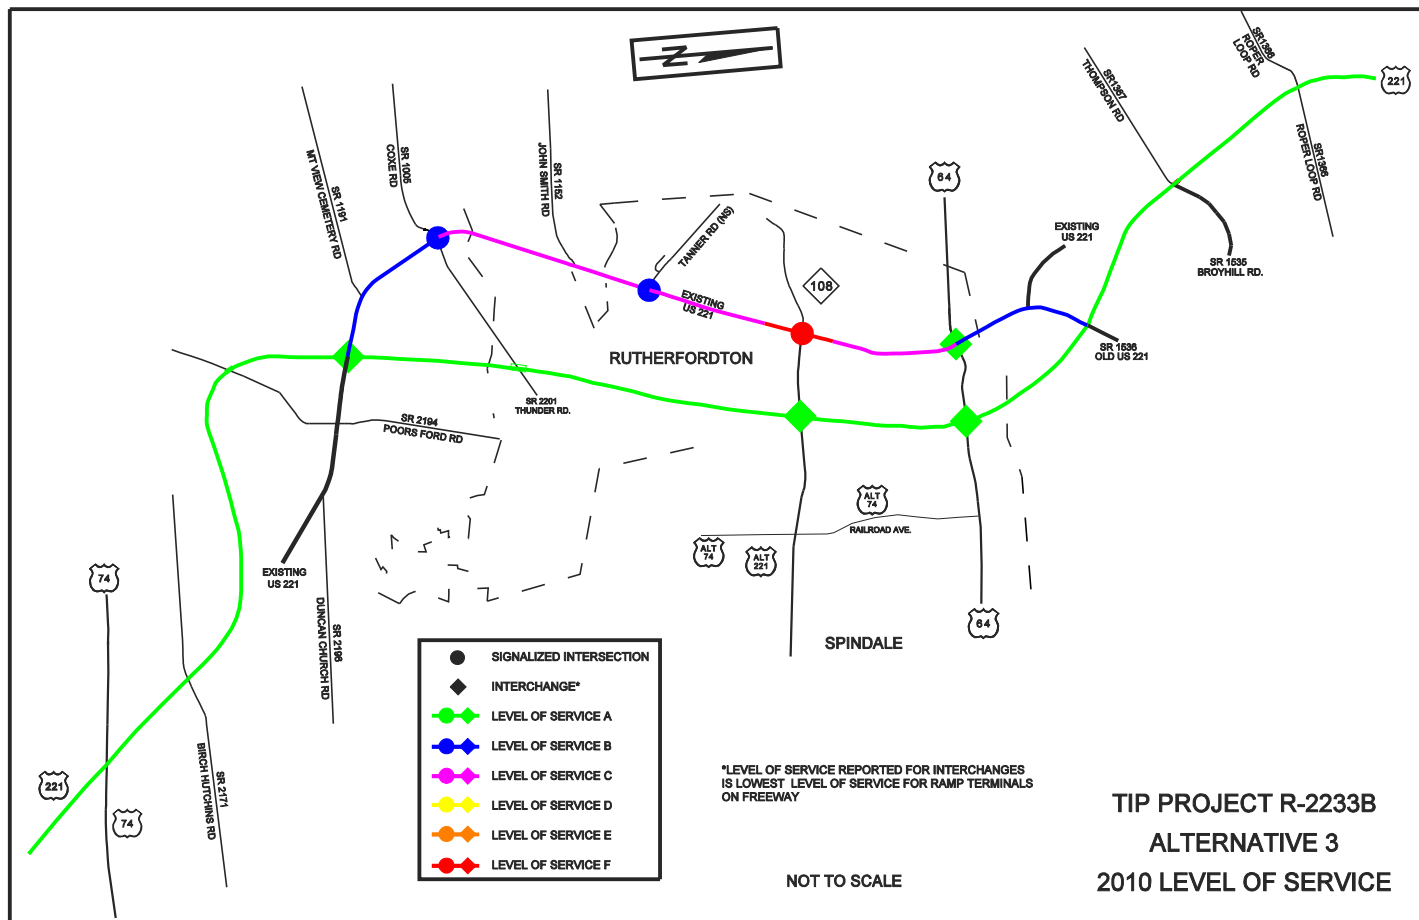 N
SR1366
ROPER
LOOP RD
SR1367
THOMPSON RD
221
SR1366
ROPER LOOP RD
SR 1005
COXE RD
SR 1152
JOHN SMITH RD
SR 1191
MT VIEW CEMETERY RD
64
TANNER RD (NS)
EXISTING
US 221
SR 1535
BROYHILL RD.
108
EXISTING
US 221
RUTHERFORDTON
SR 1536
OLD US 221
SR 2201
THUNDER RD.
SR 2194
POORS FORD RD
ALT
74
RAILROAD AVE.
ALT
74
ALT
221
EXISTING
US 221
74
SR 2196
DUNCAN CHURCH RD
64
SPINDALE
SIGNALIZED INTERSECTION
INTERCHANGE*
LEVEL OF SERVICE A
LEVEL OF SERVICE B
LEVEL OF SERVICE C
LEVEL OF SERVICE D
LEVEL OF SERVICE E
LEVEL OF SERVICE F
SR 2171
BIRCH HUTCHINS RD
221
74
*LEVEL OF SERVICE REPORTED FOR INTERCHANGES
IS LOWEST LEVEL OF SERVICE FOR RAMP TERMINALS
ON FREEWAY
NOT TO SCALE
TIP PROJECT R-2233B
ALTERNATIVE 3
2010 LEVEL OF SERVICE